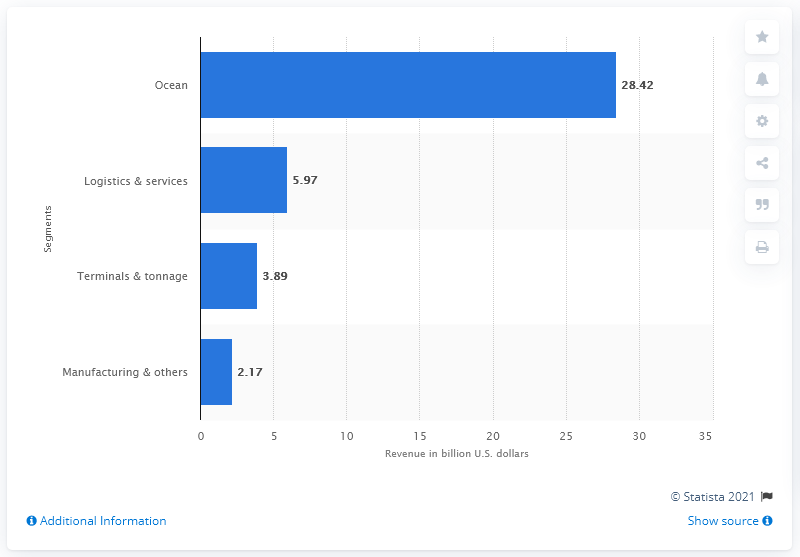 Ocean
28.42
Logistics & services
5.97
Segments
Terminals & tonnage
3.89
Manufacturing & others
2.17
0 5 10 15 20 25 30 35
Revenue in billion U.S. dollars
© Statista 2021
Additional Information
Show source